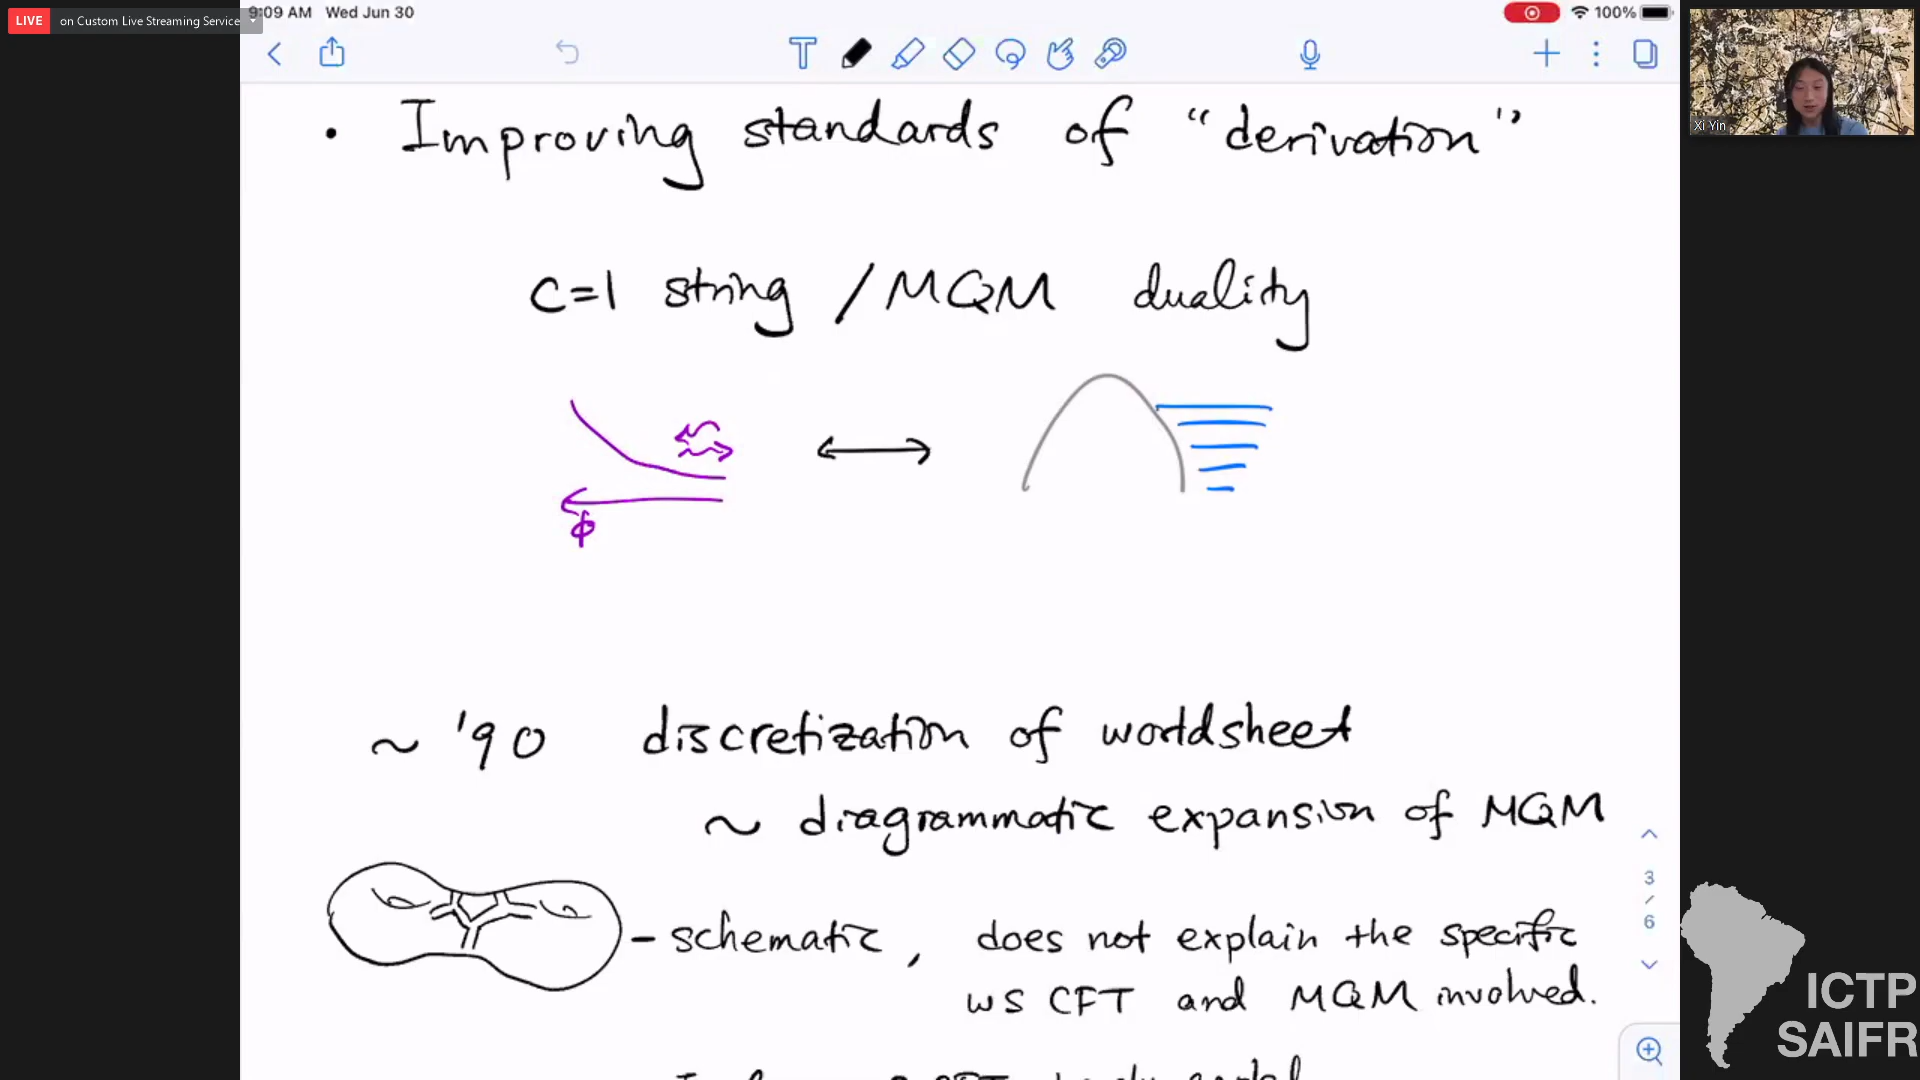 LIVE on Custom Live Streaming Service
9:09 AM Wed Jun 30
100%
Xi Yin
• Improving standards of "derivation"
c=1 string / MQM duality
ϕ
~ '90 discretization of worldsheet
~ diagrammatic expansion of MQM
- schematic, does not explain the specific
WS CFT and MQM involved.
3
/
6
ICTP
SAIFR